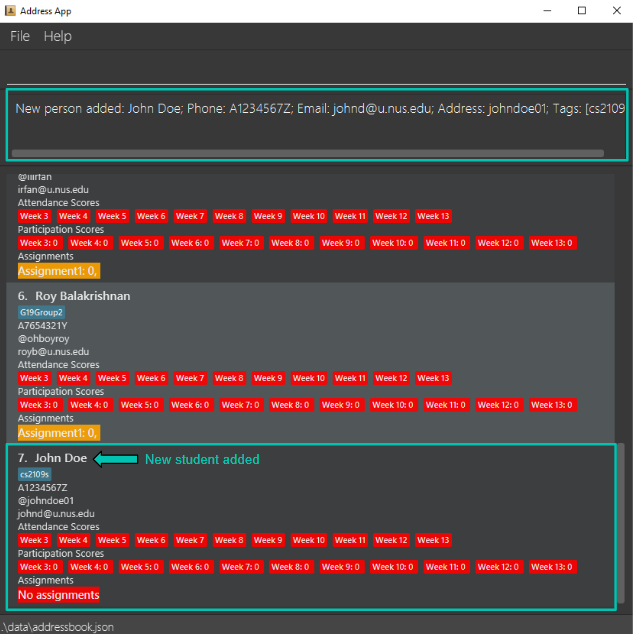 Address App
File Help
New person added: John Doe; Phone: A1234567Z; Email: johnd@u.nus.edu; Address: johndoe01; Tags: [cs2109
irfan@u.nus.edu
Attendance Scores
Week 3 Week 4 Week 5 Week 6 Week 7 Week 8 Week 9 Week 10 Week 11 Week 12 Week 13
Participation Scores
Week 3: 0 Week 4: 0 Week 5: 0 Week 6: 0 Week 7: 0 Week 8: 0 Week 9: 0 Week 10: 0 Week 11: 0 Week 12: 0 Week 13: 0
Assignments
Assignment1: 0,
6. Roy Balakrishnan
G19Group2
A7654321Y
@ohboyroy
royb@u.nus.edu
Attendance Scores
Week 3 Week 4 Week 5 Week 6 Week 7 Week 8 Week 9 Week 10 Week 11 Week 12 Week 13
Participation Scores
Week 3: 0 Week 4: 0 Week 5: 0 Week 6: 0 Week 7: 0 Week 8: 0 Week 9: 0 Week 10: 0 Week 11: 0 Week 12: 0 Week 13: 0
Assignments
Assignment1: 0,
7. John Doe New student added
cs2109s
A1234567Z
@johndoe01
johnd@u.nus.edu
Attendance Scores
Week 3 Week 4 Week 5 Week 6 Week 7 Week 8 Week 9 Week 10 Week 11 Week 12 Week 13
Participation Scores
Week 3: 0 Week 4: 0 Week 5: 0 Week 6: 0 Week 7: 0 Week 8: 0 Week 9: 0 Week 10: 0 Week 11: 0 Week 12: 0 Week 13: 0
Assignments
No assignments
.\data\addressbook.json